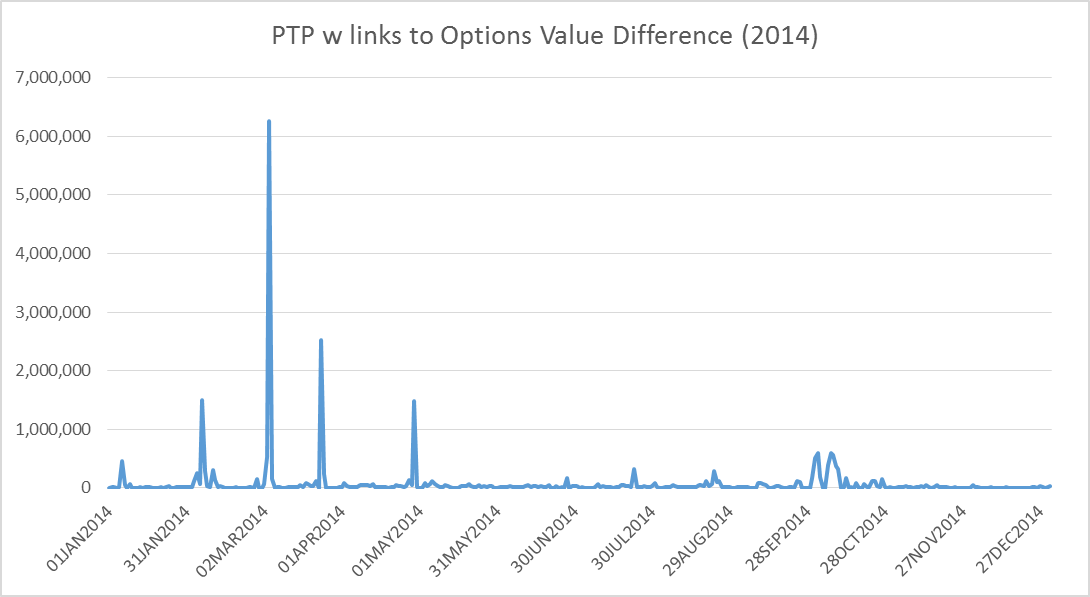 PTP w links to Options Value Difference (2014)
7,000,000
6,000,000
5,000,000
4,000,000
3,000,000
2,000,000
1,000,000
0
01JAN2014
31JAN2014
02MAR2014
01APR2014
01MAY2014
31MAY2014
30JUN2014
30JUL2014
29AUG2014
28SEP2014
28OCT2014
27NOV2014
27DEC2014